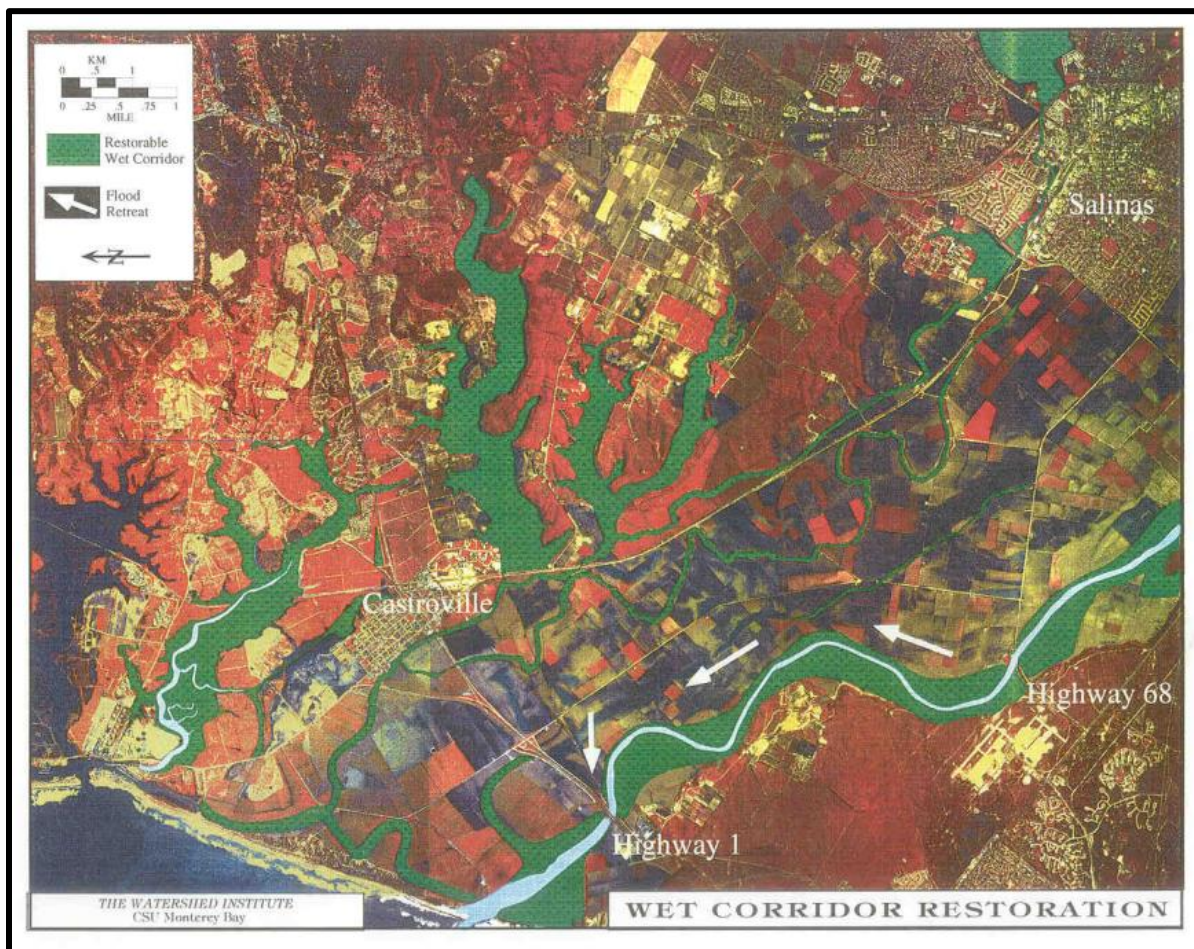 KM
0 .5 1
0 .25 .5 .75 1
MILE
Restorable
Wet Corridor
Flood
Retreat
N
Salinas
Castroville
Highway 68
Highway 1
THE WATERSHED INSTITUTE
CSU Monterey Bay
WET CORRIDOR RESTORATION